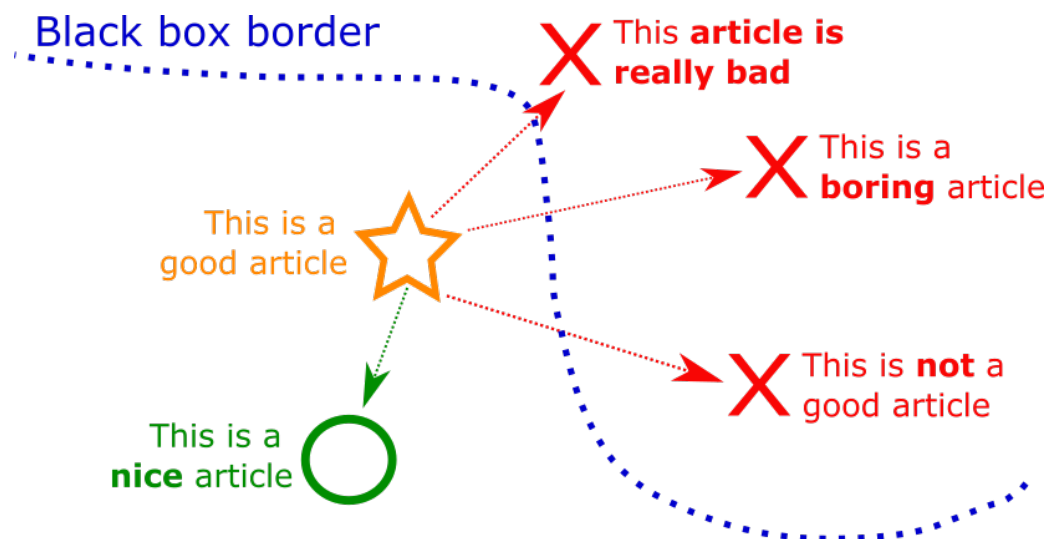 Black box border
This article is
really bad
This is a
boring article
This is a
good article
This is not a
good article
This is a
nice article